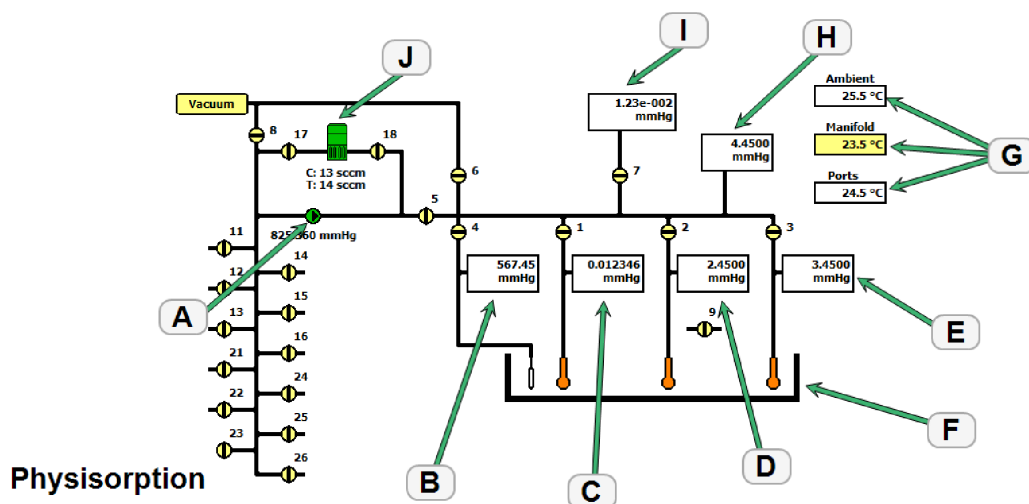 I
H
J
Ambient
25.5 °C
Vacuum
1.23e-002
mmHg
8
17
18
Manifold
23.5 °C
4.4500
mmHg
G
C: 13 sccm
T: 14 sccm
6
7
Ports
24.5 °C
5
11
4
1
2
3
14
567.45
mmHg
0.012346
mmHg
2.4500
mmHg
3.4500
mmHg
12
15
A
13
9
E
16
21
24
22
F
25
23
D
26
Physisorption
B
C